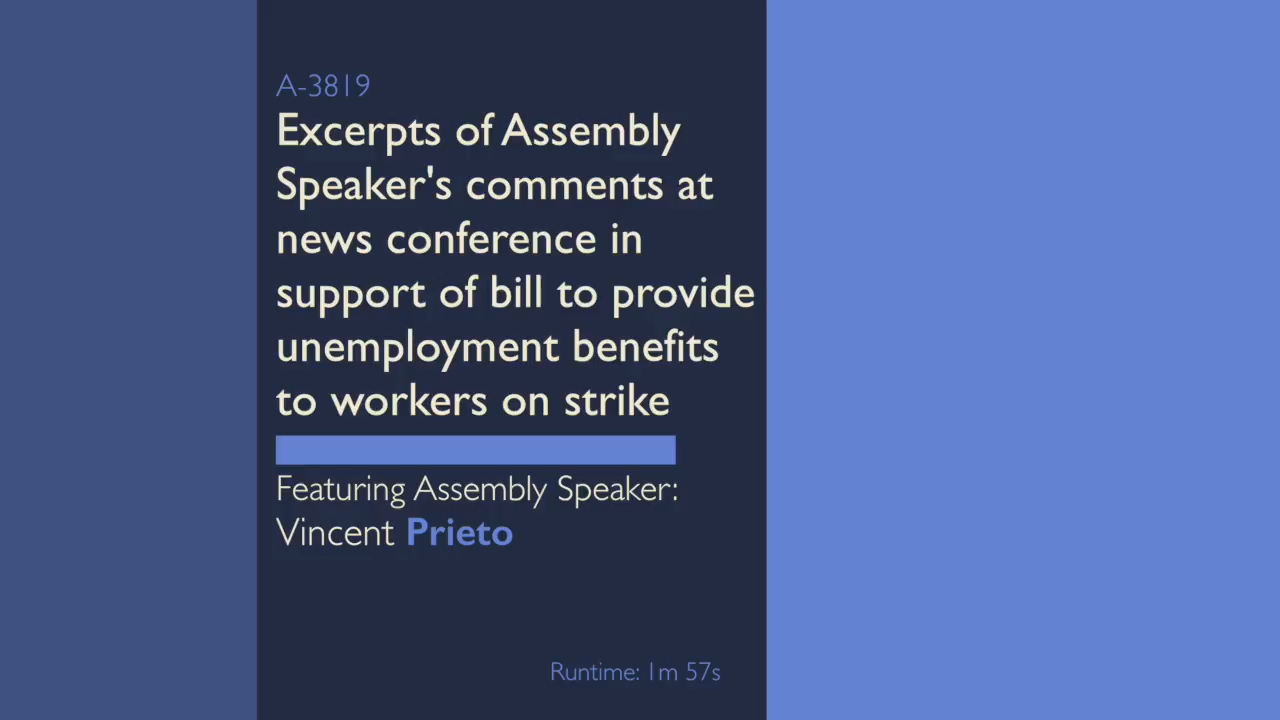 A-3819
Excerpts of Assembly
Speaker's comments at
news conference in
support of bill to provide
unemployment benefits
to workers on strike
Featuring Assembly Speaker:
Vincent Prieto
Runtime: 1m 57s